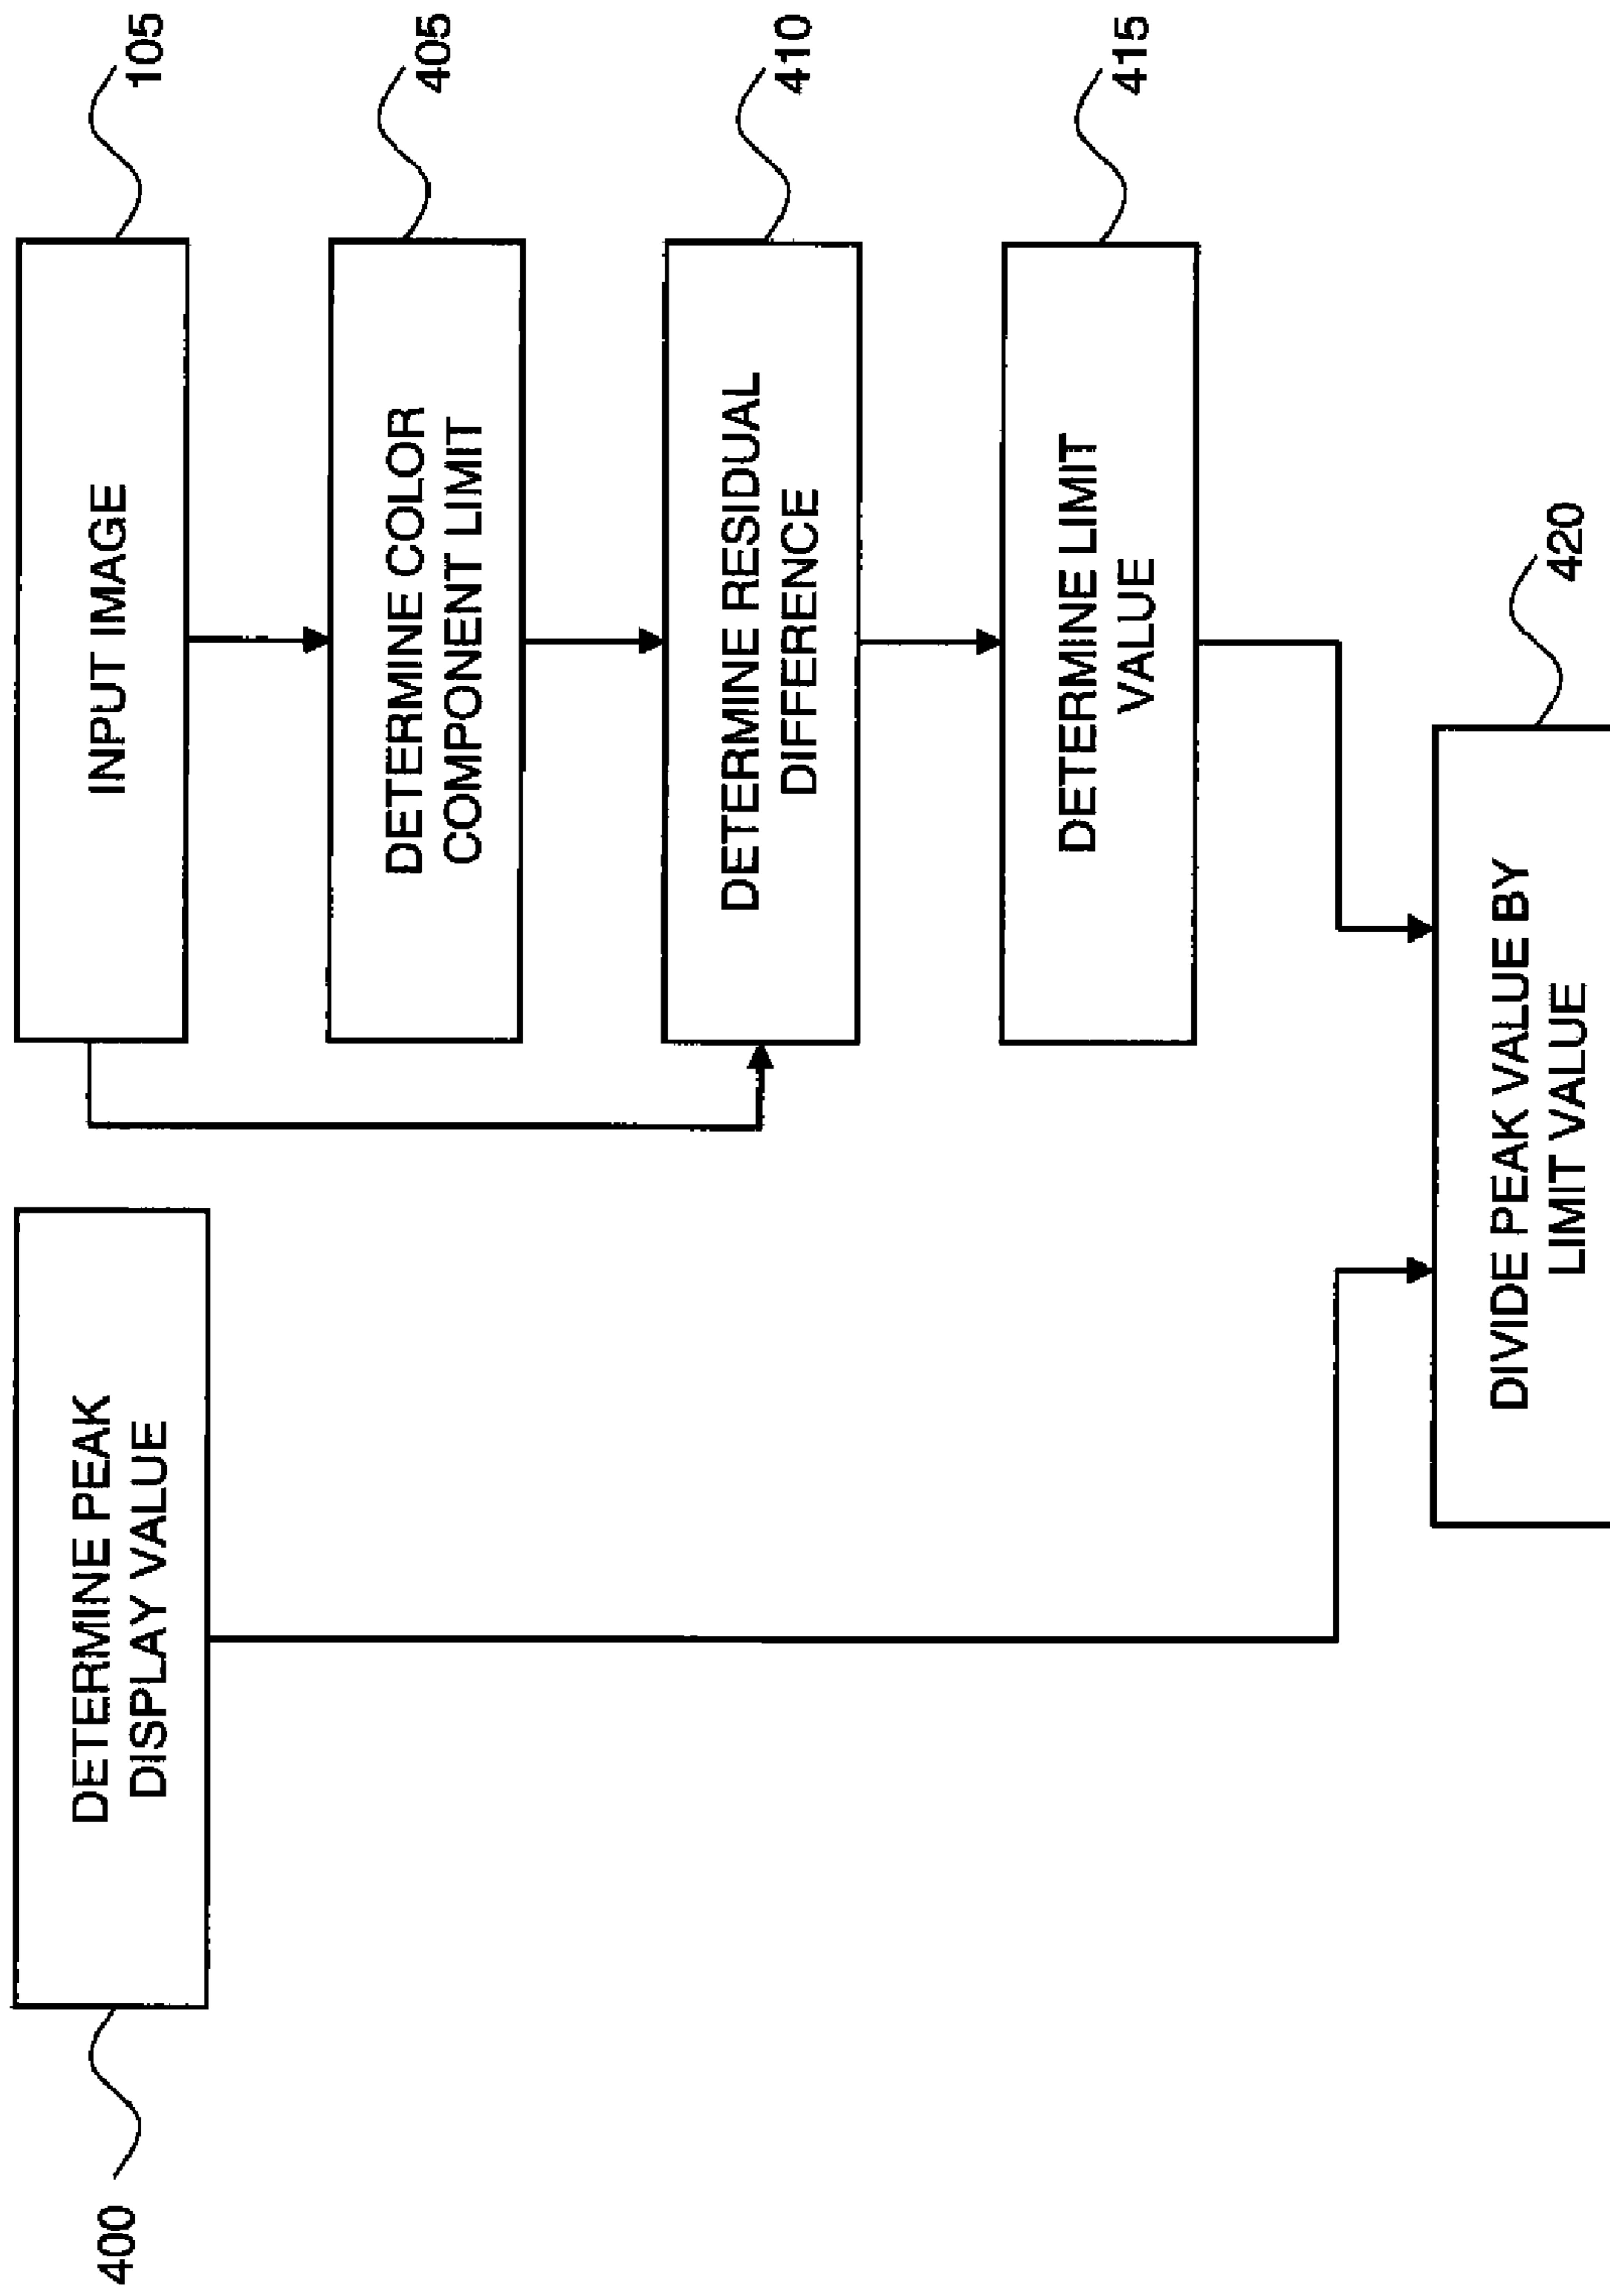 400
DETERMINE PEAK
DISPLAY VALUE
INPUT IMAGE
105
DETERMINE COLOR
COMPONENT LIMIT
405
DETERMINE RESIDUAL
DIFFERENCE
410
DETERMINE LIMIT
VALUE
415
DIVIDE PEAK VALUE BY
LIMIT VALUE
420